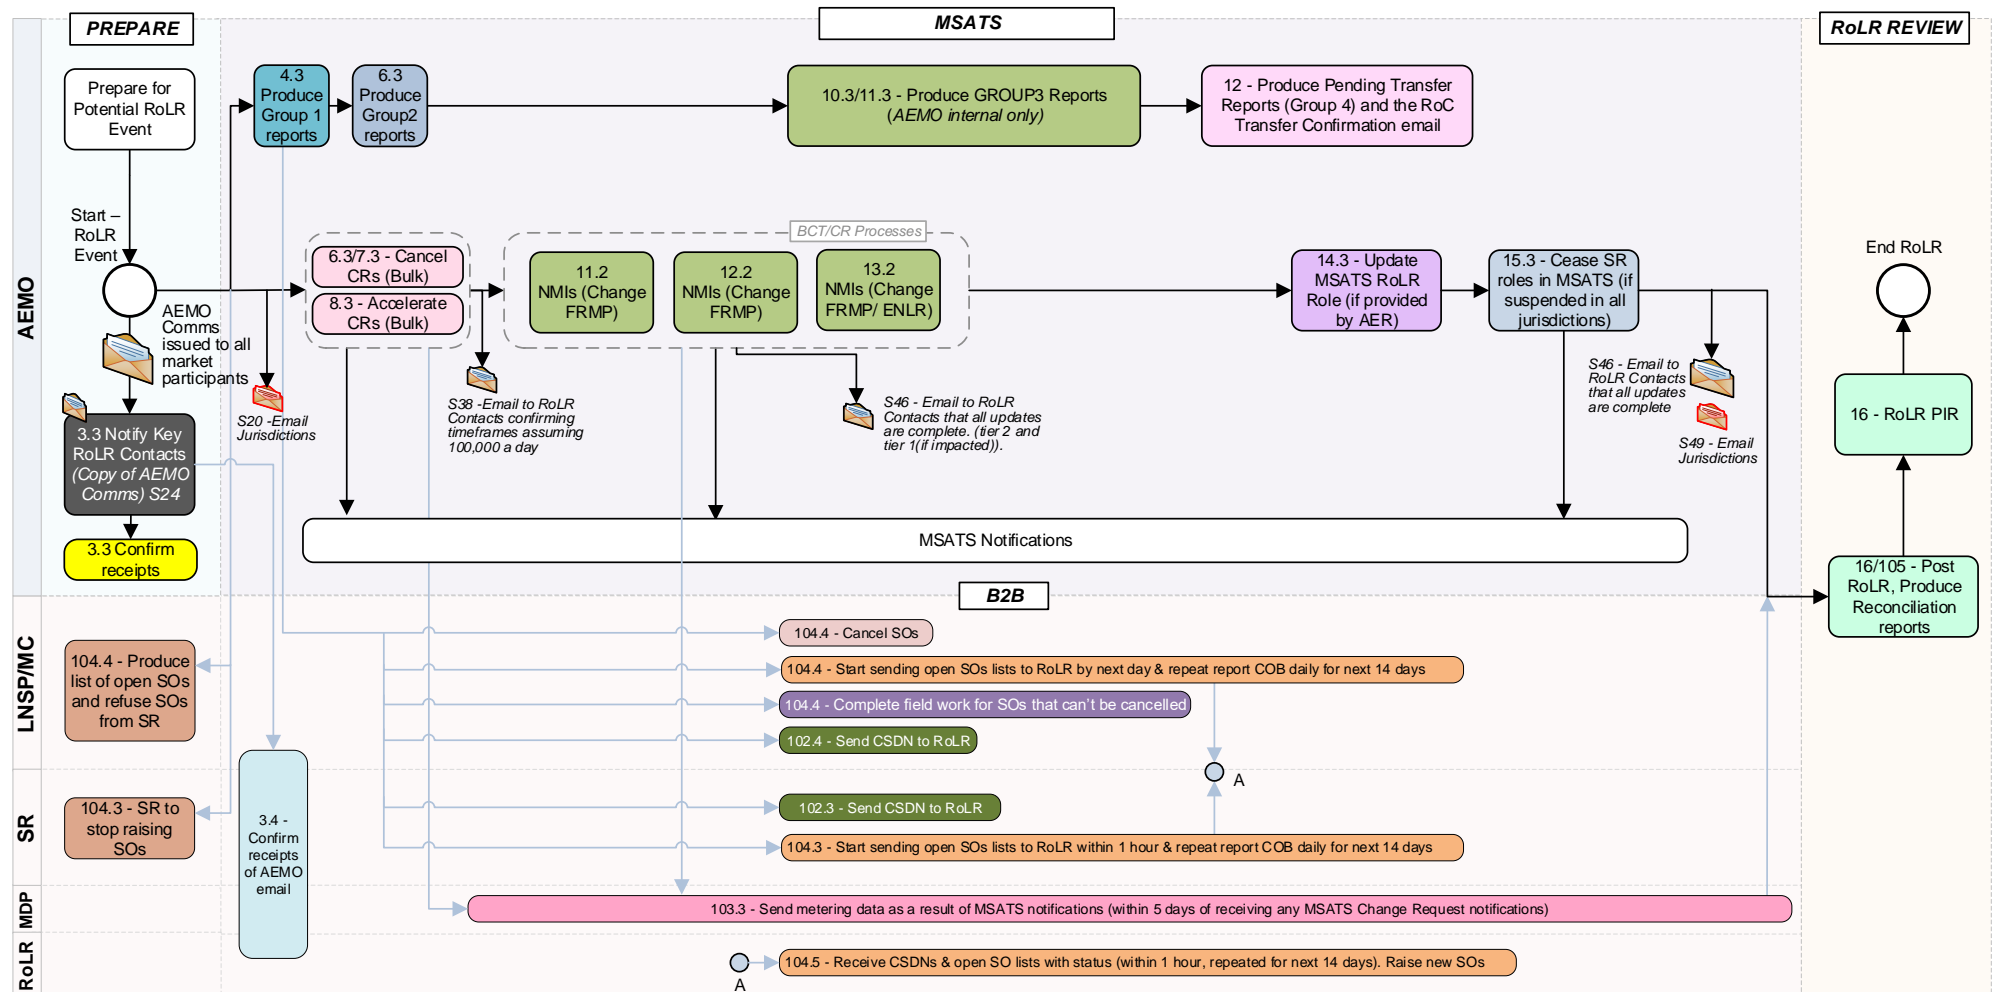 PREPARE
MSATS
RoLR REVIEW
AEMO
Prepare for
Potential RoLR
Event
4.3
Produce
Group 1
reports
6.3
Produce
Group2
reports
10.3/11.3 - Produce GROUP3 Reports
(AEMO internal only)
12 - Produce Pending Transfer
Reports (Group 4) and the RoC
Transfer Confirmation email
Start –
RoLR
Event
AEMO
Comms
issued to all
market
participants
S20 -Email
Jurisdictions
6.3/7.3 - Cancel
CRs (Bulk)
8.3 - Accelerate
CRs (Bulk)
S38 -Email to RoLR
Contacts confirming
timeframes assuming
100,000 a day
BCT/CR Processes
11.2
NMIs (Change
FRMP)
12.2
NMIs (Change
FRMP)
13.2
NMIs (Change
FRMP/ ENLR)
S46 - Email to RoLR
Contacts that all updates
are complete. (tier 2 and
tier 1(if impacted)).
14.3 - Update
MSATS RoLR
Role (if provided
by AER)
15.3 - Cease SR
roles in MSATS (if
suspended in all
jurisdictions)
S46 - Email to
RoLR Contacts
that all updates
are complete
S49 - Email
Jurisdictions
End RoLR
16 - RoLR PIR
16/105 - Post
RoLR, Produce
Reconciliation
reports
3.3 Notify Key
RoLR Contacts
(Copy of AEMO
Comms) S24
3.3 Confirm
receipts
MSATS Notifications
B2B
LNSP/MC
104.4 - Produce
list of open SOs
and refuse SOs
from SR
104.4 - Cancel SOs
104.4 - Start sending open SOs lists to RoLR by next day & repeat report COB daily for next 14 days
104.4 - Complete field work for SOs that can't be cancelled
102.4 - Send CSDN to RoLR
A
SR
104.3 - SR to
stop raising
SOs
3.4 -
Confirm
receipts
of AEMO
email
102.3 - Send CSDN to RoLR
104.3 - Start sending open SOs lists to RoLR within 1 hour & repeat report COB daily for next 14 days
MDP
103.3 - Send metering data as a result of MSATS notifications (within 5 days of receiving any MSATS Change Request notifications)
RoLR
A
104.5 - Receive CSDNs & open SO lists with status (within 1 hour, repeated for next 14 days). Raise new SOs